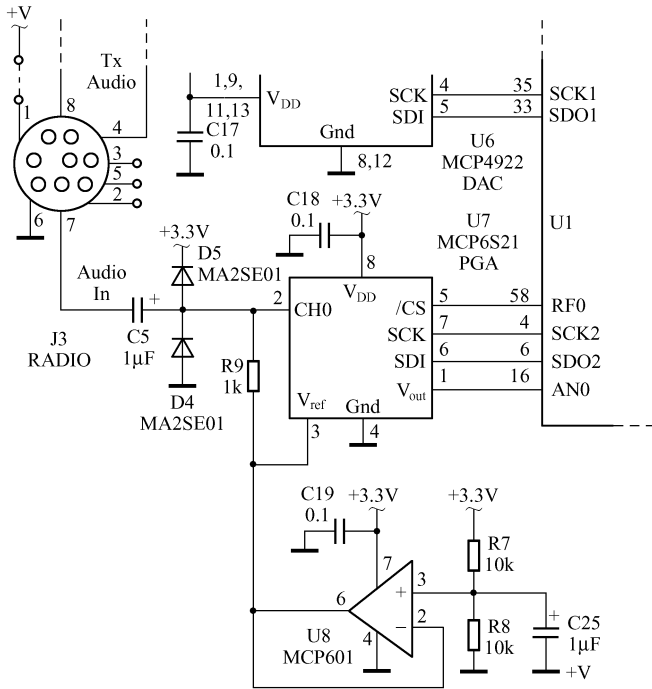 +V
Tx
Audio
1
8
4
3
5
2
6
7
1, 9,
11,13
VDD
C17
0.1
Gnd
8,12
SCK
4
35
SCK1
SDI
5
33
SDO1
U6
MCP4922
DAC
U7
MCP6S21
PGA
U1
C18
0.1
+3.3V
8
+3.3V
D5
MA2SE01
Audio
In
+
C5
1μF
J3
RADIO
D4
MA2SE01
R9
1k
2
CH0
VDD
/CS
5
58
RF0
SCK
7
4
SCK2
SDI
6
6
SDO2
Vout
1
16
AN0
Vref
Gnd
3
4
C19
0.1
+3.3V
+3.3V
7
6
+
3
−
2
4
U8
MCP601
R7
10k
R8
10k
+
C25
1μF
+V